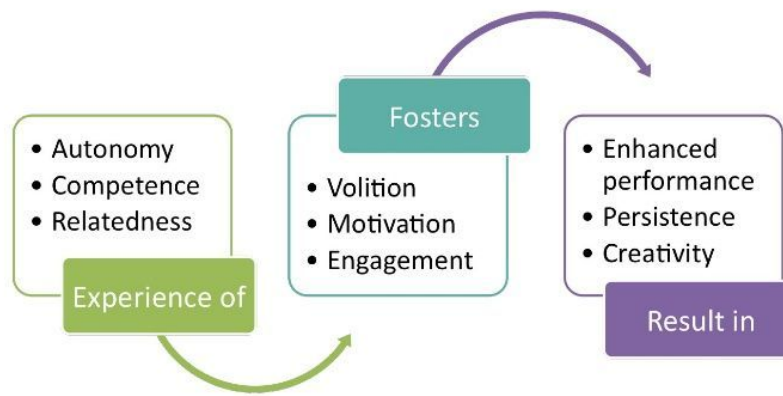 • Autonomy
• Competence
• Relatedness
Experience of
Fosters
• Volition
• Motivation
• Engagement
• Enhanced
performance
• Persistence
• Creativity
Result in